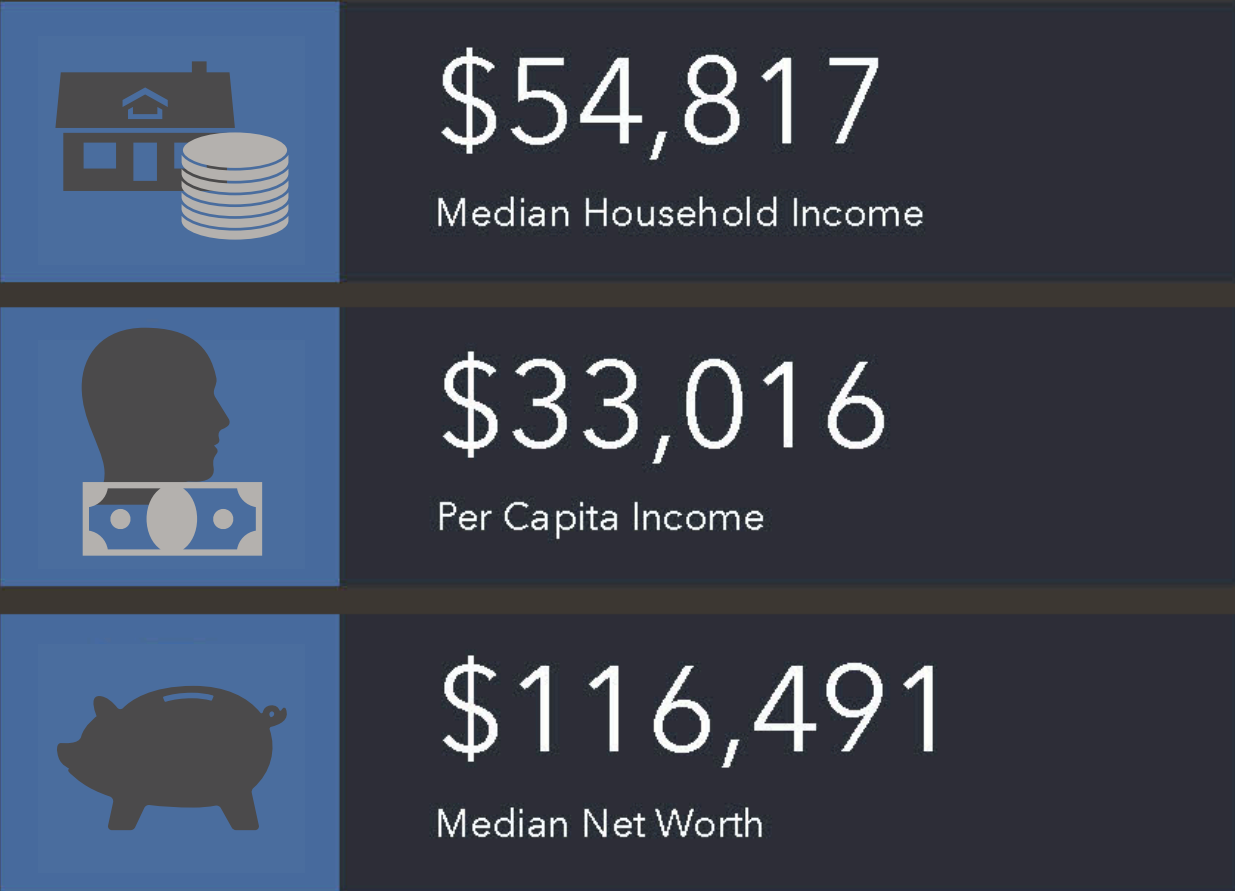 $54,817
Median Household Income
$33,016
Per Capita Income
$116,491
Median Net Worth